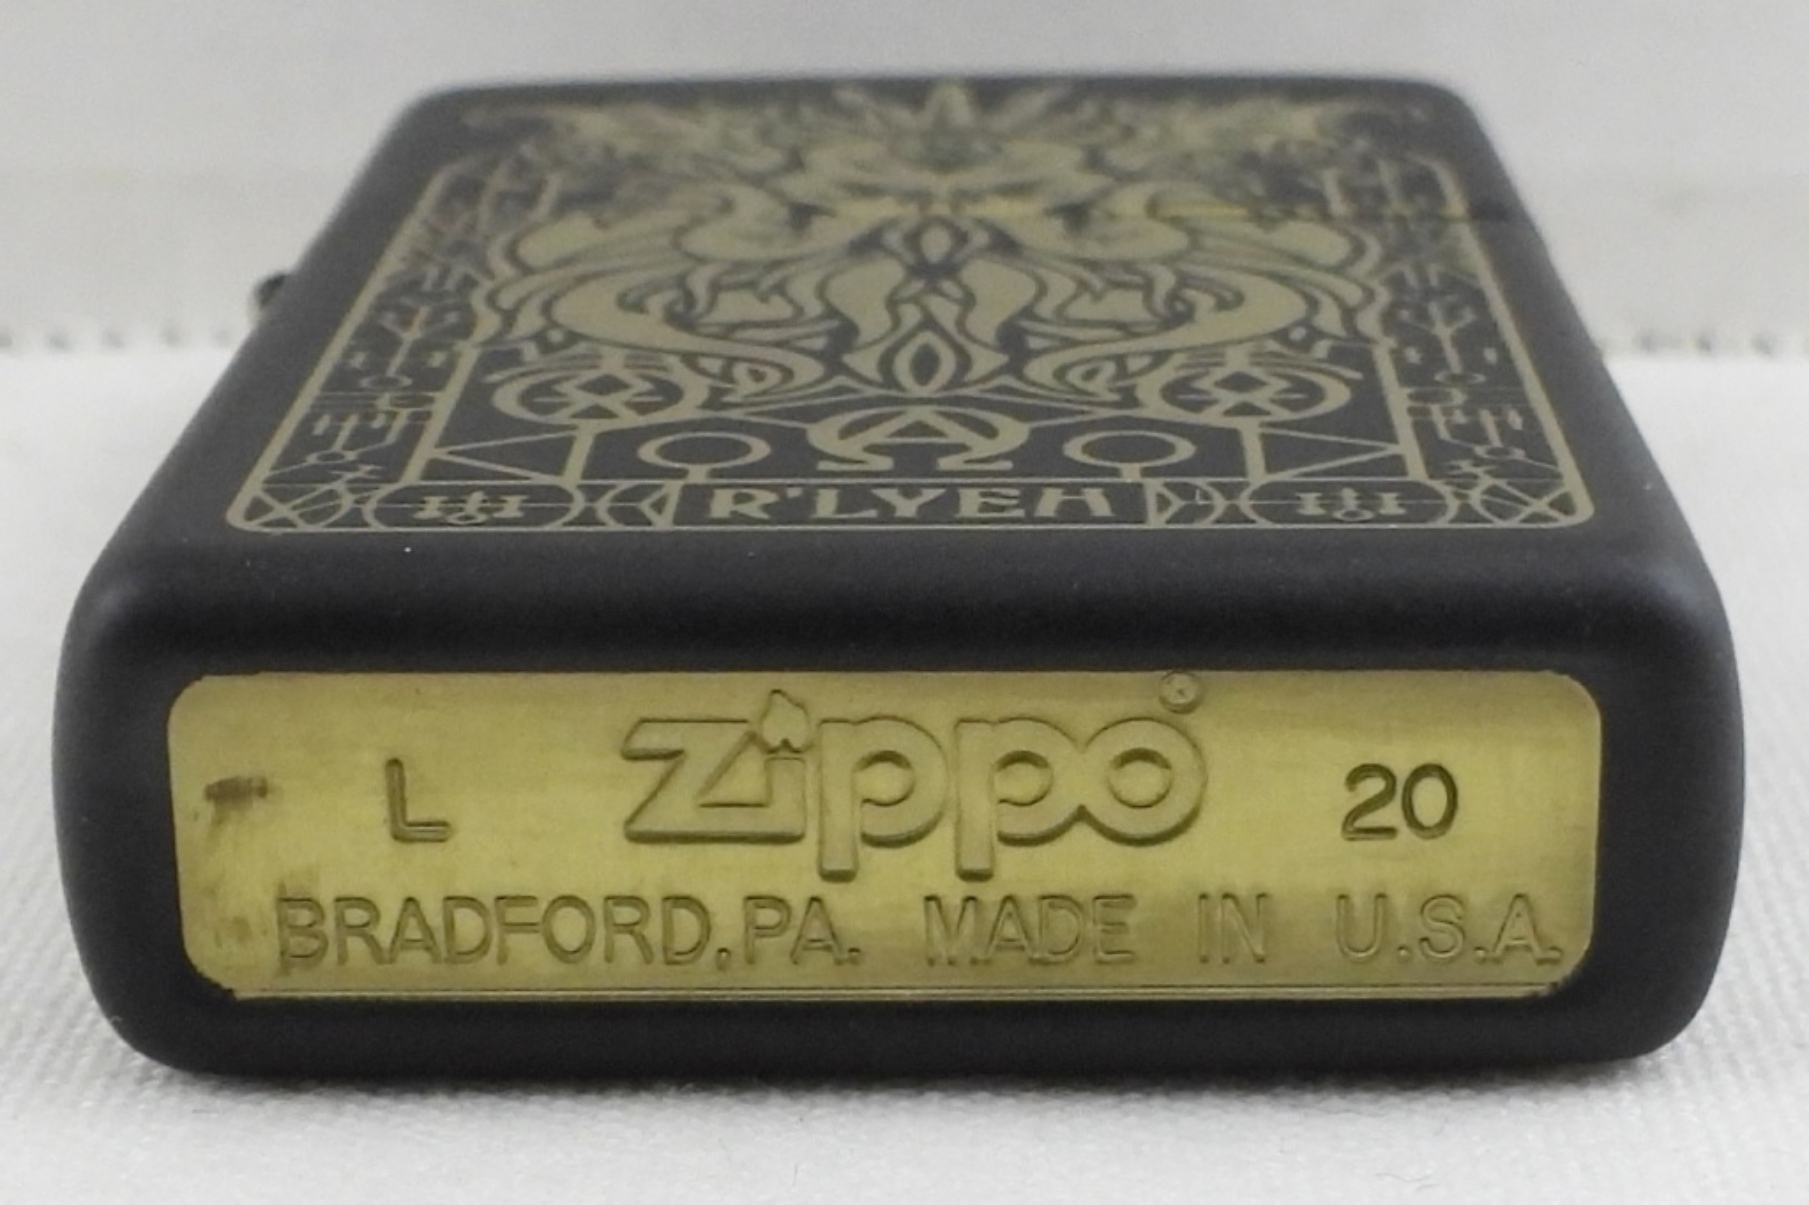 R'LYEH
L zippo® 20
BRADFORD, PA. MADE IN U.S.A.